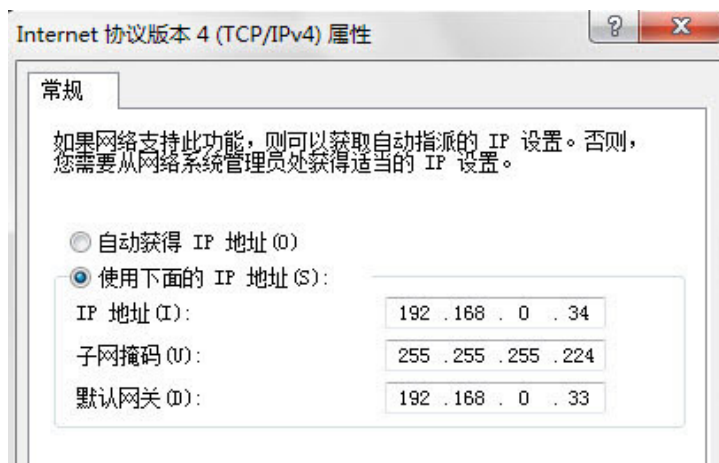 Internet 协议版本 4 (TCP/IPv4) 属性
常规
如果网络支持此功能，则可以获取自动指派的 IP 设置。否则，
您需要从网络系统管理员处获得适当的 IP 设置。
自动获得 IP 地址(O)
使用下面的 IP 地址(S):
IP 地址(I): 192 .168 . 0 . 34
子网掩码(U): 255 .255 .255 .224
默认网关(D): 192 .168 . 0 . 33